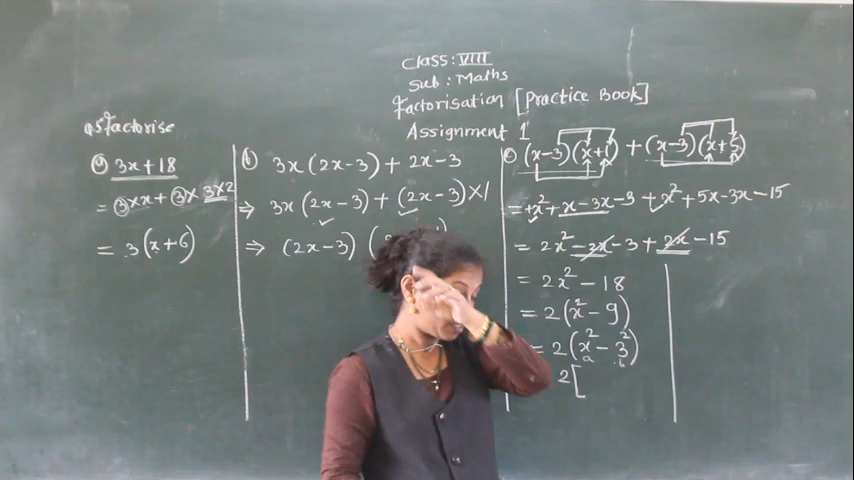 Class: VIII
Sub: Maths
Factorisation [Practice Book]
Assignment 1
Q5 factorise
a) 3x+18
= 3×x + 3×3×2
= 3(x+6)
b) 3x(2x-3)+2x-3
⇒ 3x(2x-3)+(2x-3)×1
⇒ (2x-3)
c) (x-3)(x+1)+(x-3)(x+5)
= +x²+x-3x-3+x²+5x-3x-15
= 2x²-2x-3+2x-15
= 2x²-18
= 2(x²-9)
= 2(x²-3²)
a b
2[